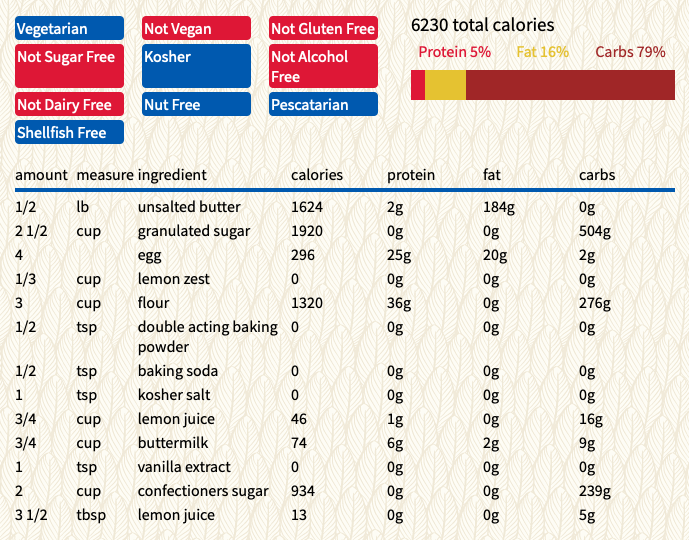 Vegetarian Not Vegan Not Gluten Free
Not Sugar Free Kosher Not Alcohol
Free
Not Dairy Free Nut Free Pescatarian
Shellfish Free
6230 total calories
Protein 5% Fat 16% Carbs 79%
amount measure ingredient calories protein fat carbs
1/2 lb unsalted butter 1624 2g 184g 0g
2 1/2 cup granulated sugar 1920 0g 0g 504g
4 egg 296 25g 20g 2g
1/3 cup lemon zest 0 0g 0g 0g
3 cup flour 1320 36g 0g 276g
1/2 tsp double acting baking 0 0g 0g 0g
powder
1/2 tsp baking soda 0 0g 0g 0g
1 tsp kosher salt 0 0g 0g 0g
3/4 cup lemon juice 46 1g 0g 16g
3/4 cup buttermilk 74 6g 2g 9g
1 tsp vanilla extract 0 0g 0g 0g
2 cup confectioners sugar 934 0g 0g 239g
3 1/2 tbsp lemon juice 13 0g 0g 5g